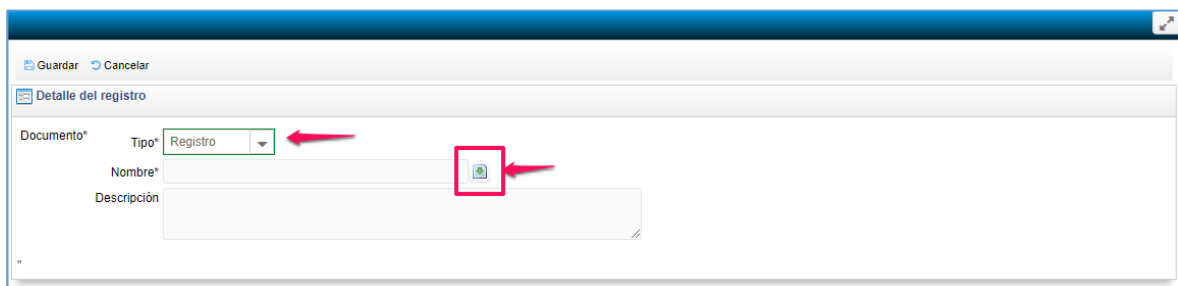 Guardar Cancelar
Detalle del registro
Documento* Tipo* Registro
Nombre*
Descripción
"